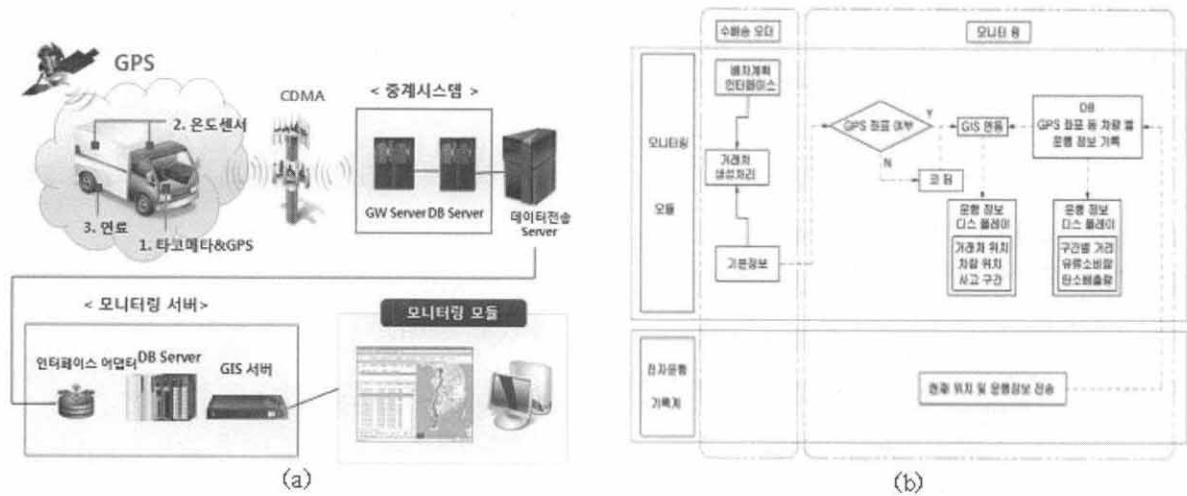 GPS
CDMA
< 중계시스템 >
2. 온도센서
3. 연료
1. 타코메타&GPS
GW Server
DB Server
데이터전송
Server
< 모니터링 서버>
인터페이스 어댑터
DB Server
GIS 서버
모니터링 모듈
(a)
수배송 오더
모니터 링
모니터링
모듈
배차계획
인터페이스
거래처
생성처리
기본정보
GPS 좌표 여부
Y
N
코 딩
GIS 연동
DB
GPS 좌표 등 차량 별
운행 정보 기록
운행 정보
디스 플레이
거래처 위치
차량 위치
사고 구간
운행 정보
디스 플레이
구간별 거리
유류소비량
탄소배출량
전자운행
기록계
현재 위치 및 운행정보 전송
(b)